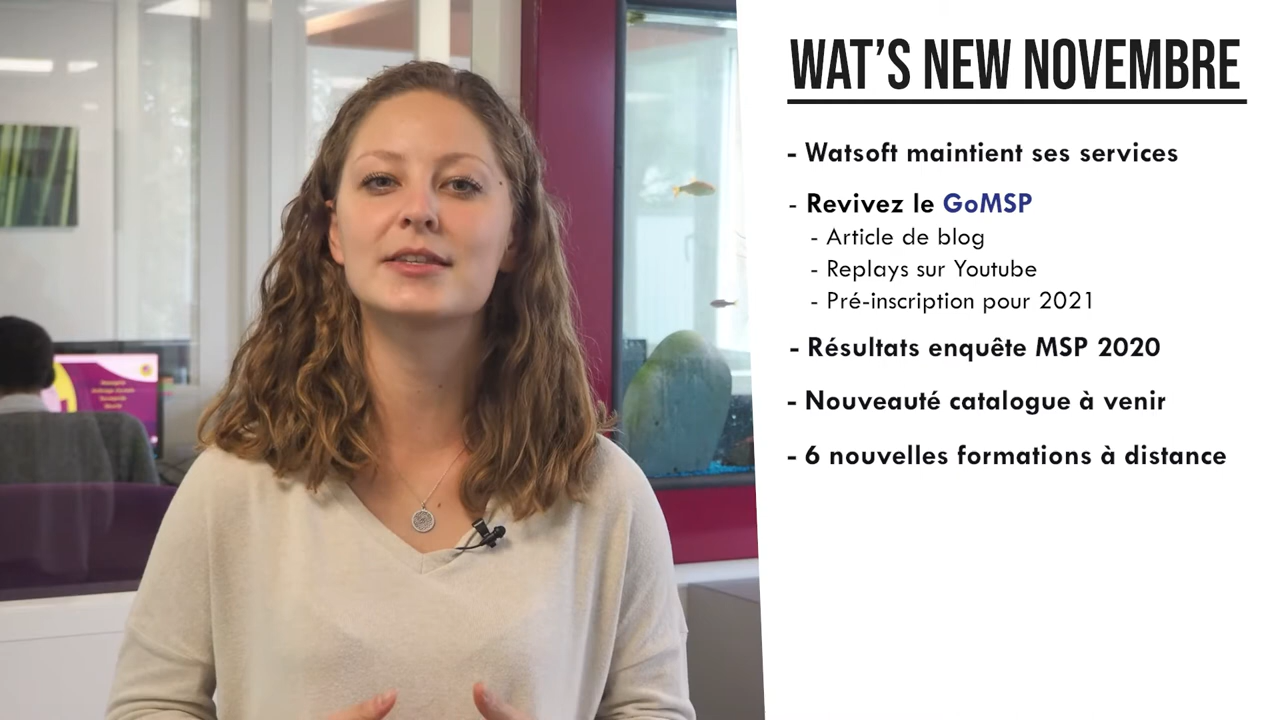 WAT'S NEW NOVEMBRE
- Watsoft maintient ses services
- Revivez le GoMSP
- Article de blog
- Replays sur Youtube
- Pré-inscription pour 2021
- Résultats enquête MSP 2020
- Nouveauté catalogue à venir
- 6 nouvelles formations à distance